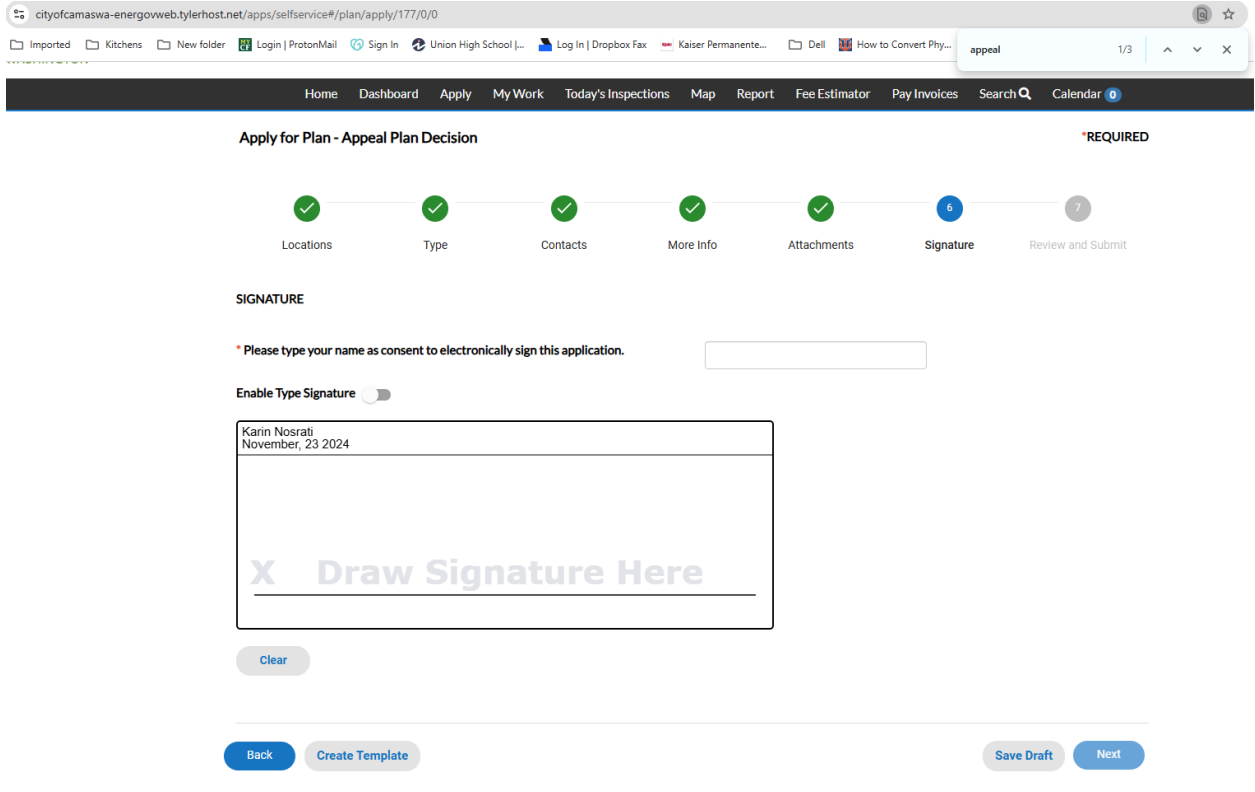 cityofcamaswa-energovweb.tylerhost.net/apps/selfservice#/plan/apply/177/0/0
Imported Kitchens New folder Login | ProtonMail Sign In Union High School |... Log In | Dropbox Fax Kaiser Permanente... Dell How to Convert Phy...
appeal 1/3
Home Dashboard Apply My Work Today's Inspections Map Report Fee Estimator Pay Invoices Search Calendar 0
Apply for Plan - Appeal Plan Decision *REQUIRED
6 7
Locations Type Contacts More Info Attachments Signature Review and Submit
SIGNATURE
* Please type your name as consent to electronically sign this application.
Enable Type Signature
Karin Nosrati
November, 23 2024
X Draw Signature Here
Clear
Back Create Template Save Draft Next